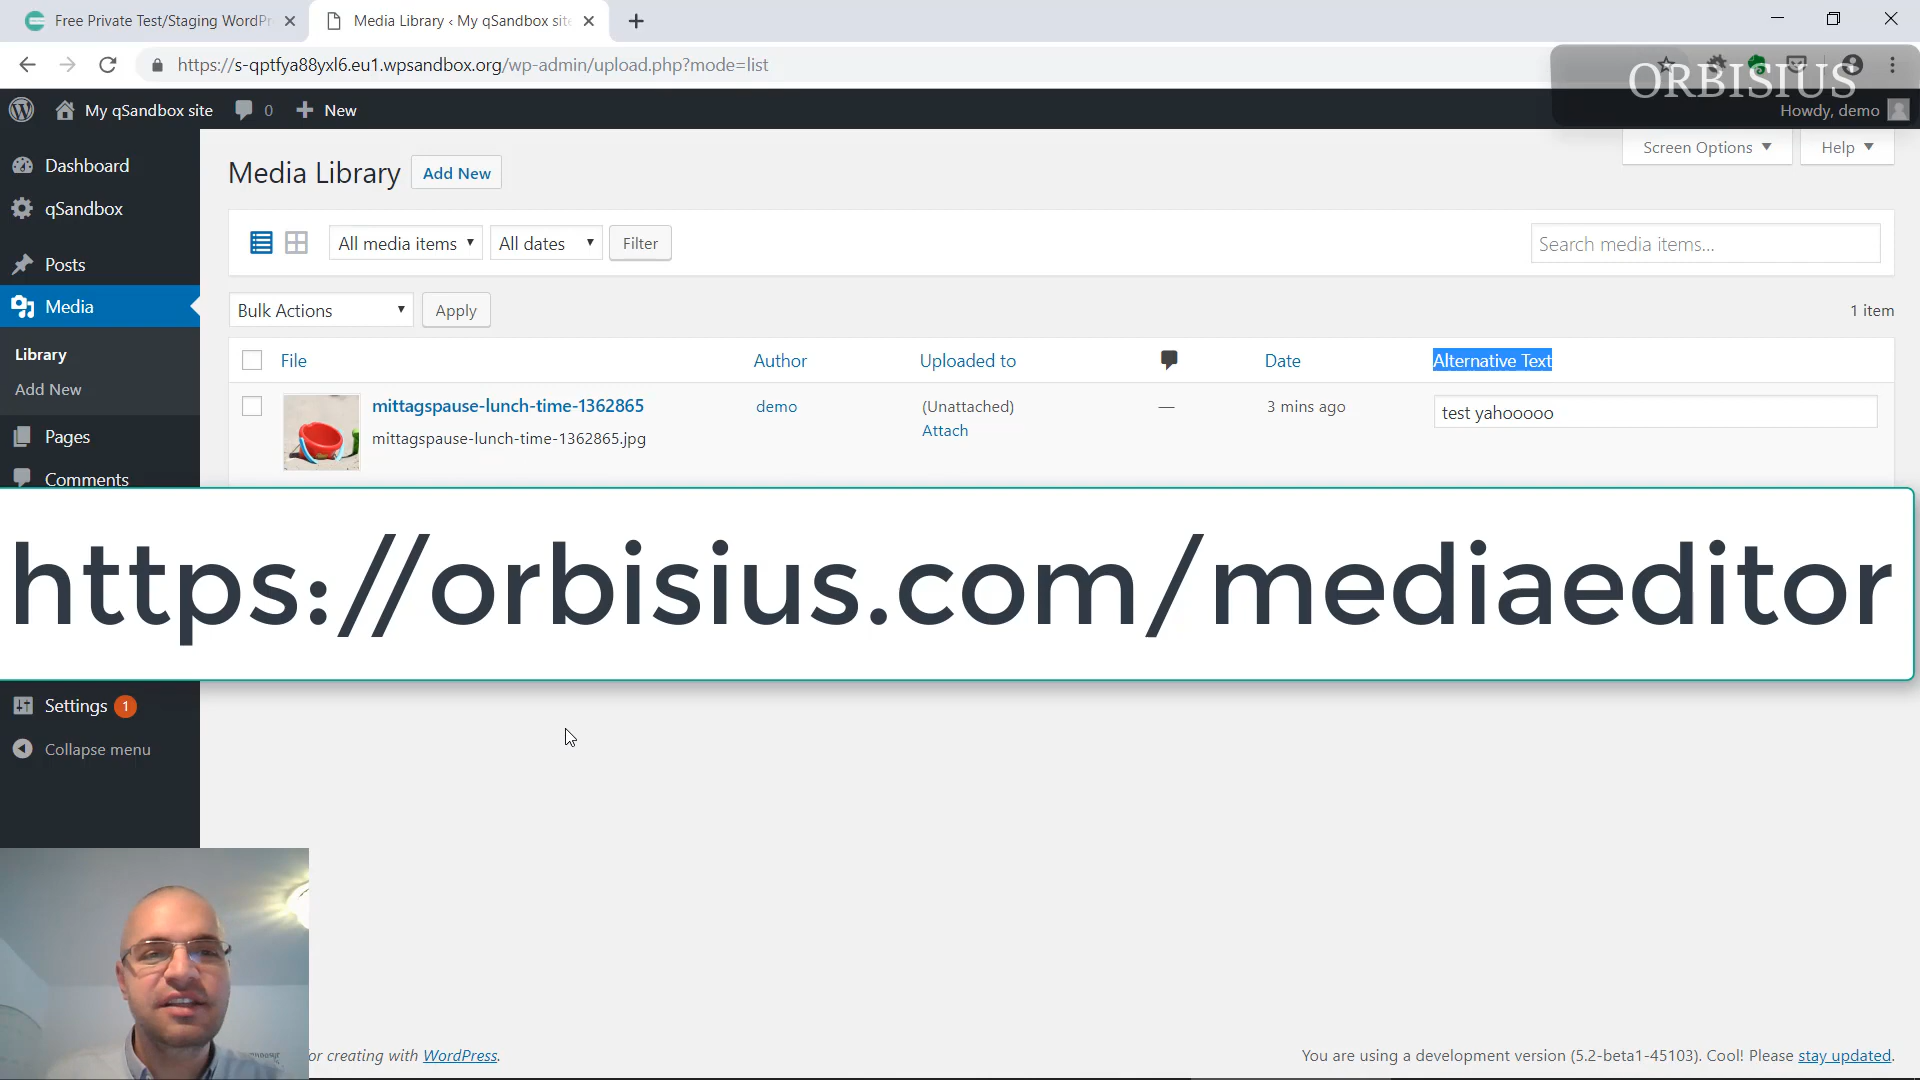 Free Private Test/Staging WordPr
Media Library ‹ My qSandbox site
https://s-qptfya88yxl6.eu1.wpsandbox.org/wp-admin/upload.php?mode=list
ORBISIUS
My qSandbox site
0
New
Howdy, demo
Dashboard
qSandbox
Posts
Media
Library
Add New
Pages
Comments
Settings 1
Collapse menu
Screen Options
Help
Media Library
Add New
All media items
All dates
Filter
Search media items...
Bulk Actions
Apply
1 item
File
Author
Uploaded to
Date
Alternative Text
mittagspause-lunch-time-1362865
mittagspause-lunch-time-1362865.jpg
demo
(Unattached)
Attach
—
3 mins ago
test yahooooo
https://orbisius.com/mediaeditor
or creating with WordPress.
You are using a development version (5.2-beta1-45103). Cool! Please stay updated.